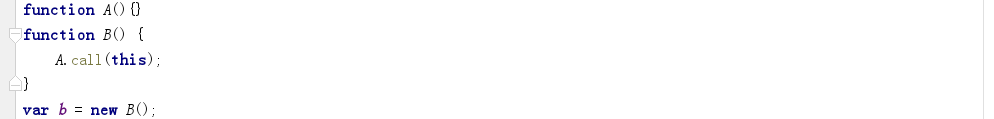 function A(){}
function B() {
    A.call(this);
}
var b = new B();